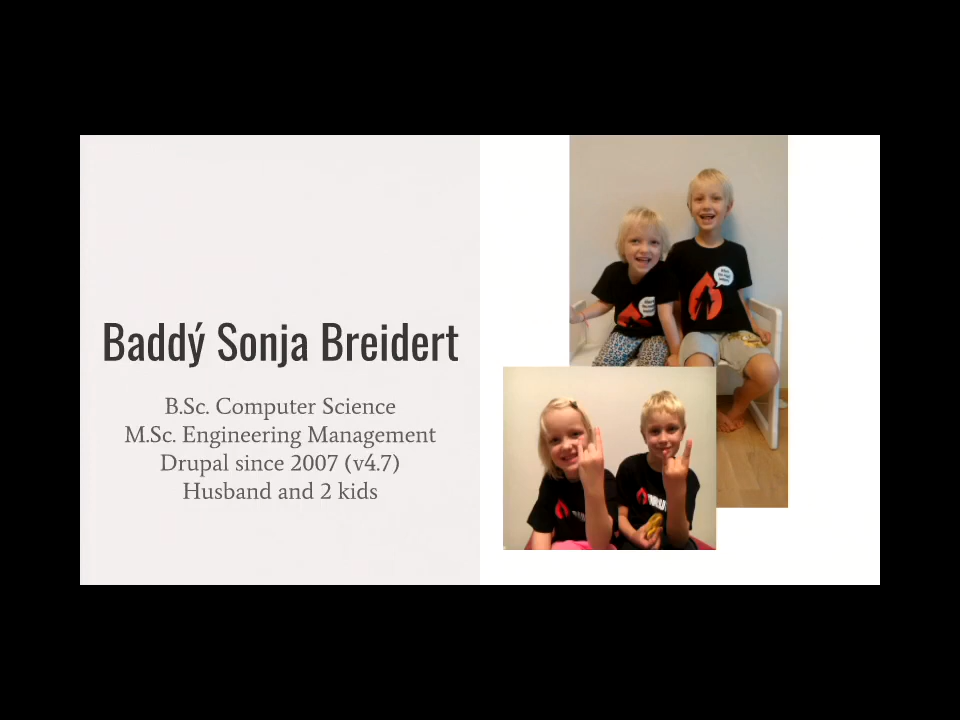 Baddý Sonja Breidert
B.Sc. Computer Science
M.Sc. Engineering Management
Drupal since 2007 (v4.7)
Husband and 2 kids